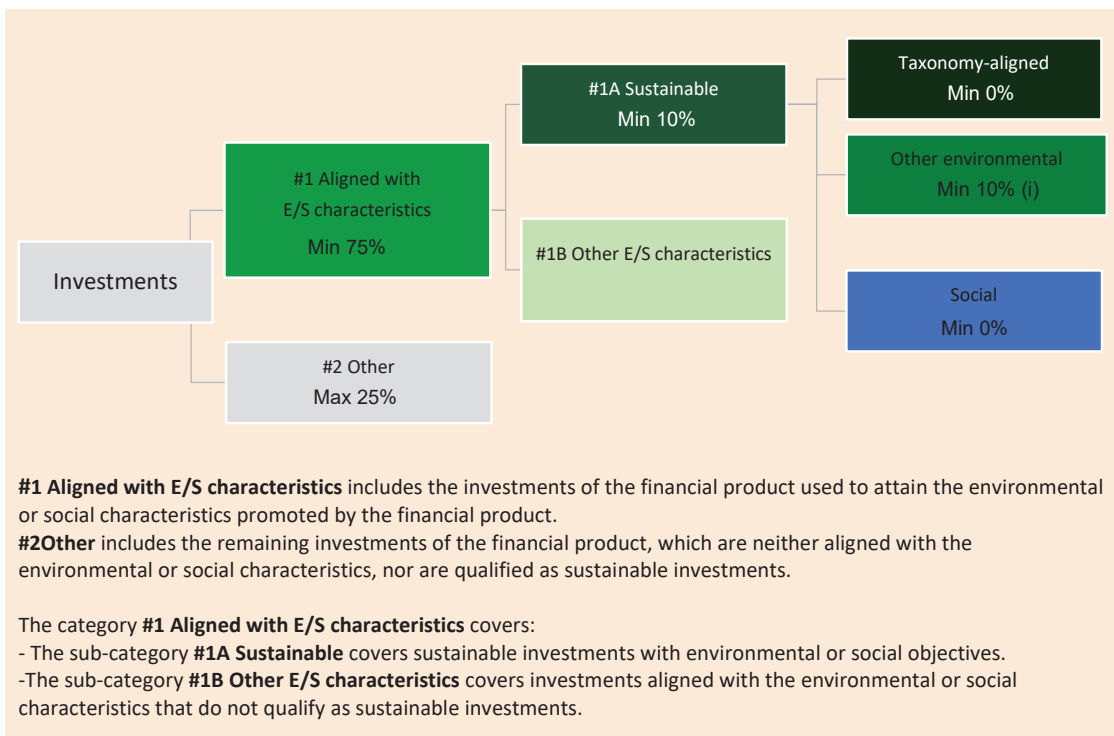 Investments
#1 Aligned with
E/S characteristics
Min 75%
#2 Other
Max 25%
#1A Sustainable
Min 10%
#1B Other E/S characteristics
Taxonomy-aligned
Min 0%
Other environmental
Min 10% (i)
Social
Min 0%
#1 Aligned with E/S characteristics includes the investments of the financial product used to attain the environmental
or social characteristics promoted by the financial product.
#2Other includes the remaining investments of the financial product, which are neither aligned with the
environmental or social characteristics, nor are qualified as sustainable investments.
The category #1 Aligned with E/S characteristics covers:
- The sub-category #1A Sustainable covers sustainable investments with environmental or social objectives.
-The sub-category #1B Other E/S characteristics covers investments aligned with the environmental or social
characteristics that do not qualify as sustainable investments.